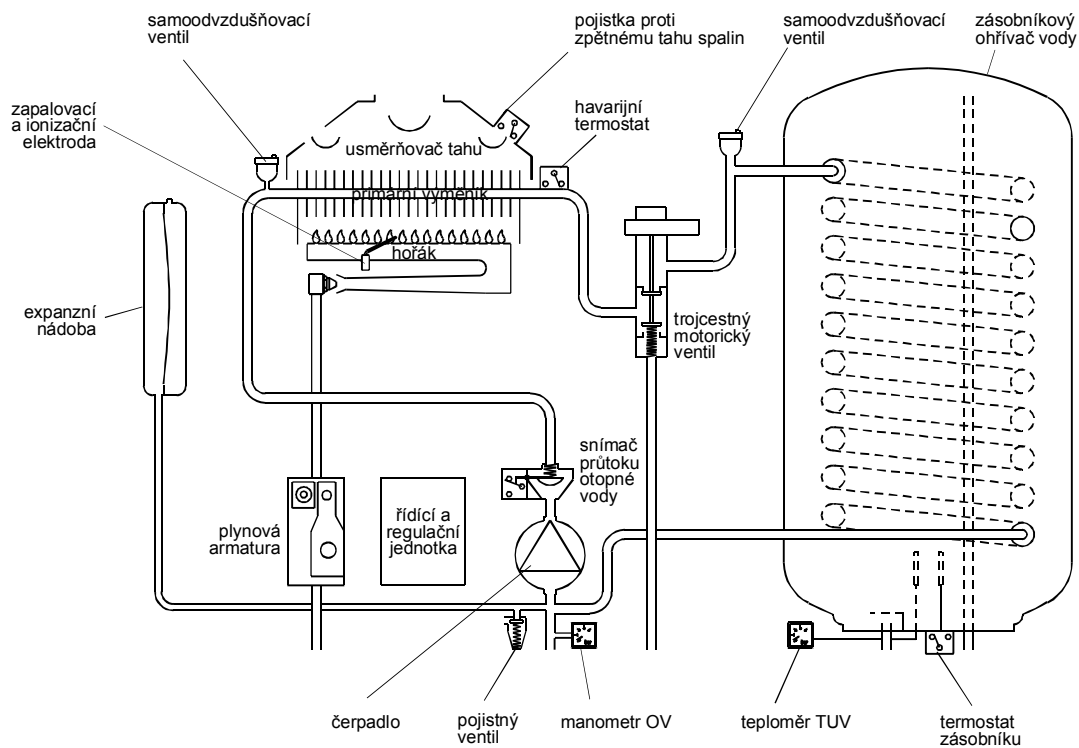 samoodvzdušňovací
ventil
pojistka proti
zpětnému tahu spalin
samoodvzdušňovací
ventil
zásobníkový
ohřívač vody
zapalovací
a ionizační
elektroda
havarijní
termostat
usměrňovač tahu
primární výměník
hořák
expanzní
nádoba
trojcestný
motorický
ventil
snímač
průtoku
otopné
vody
plynová
armatura
řídící a
regulační
jednotka
čerpadlo
pojistný
ventil
manometr OV
teploměr TUV
termostat
zásobníku